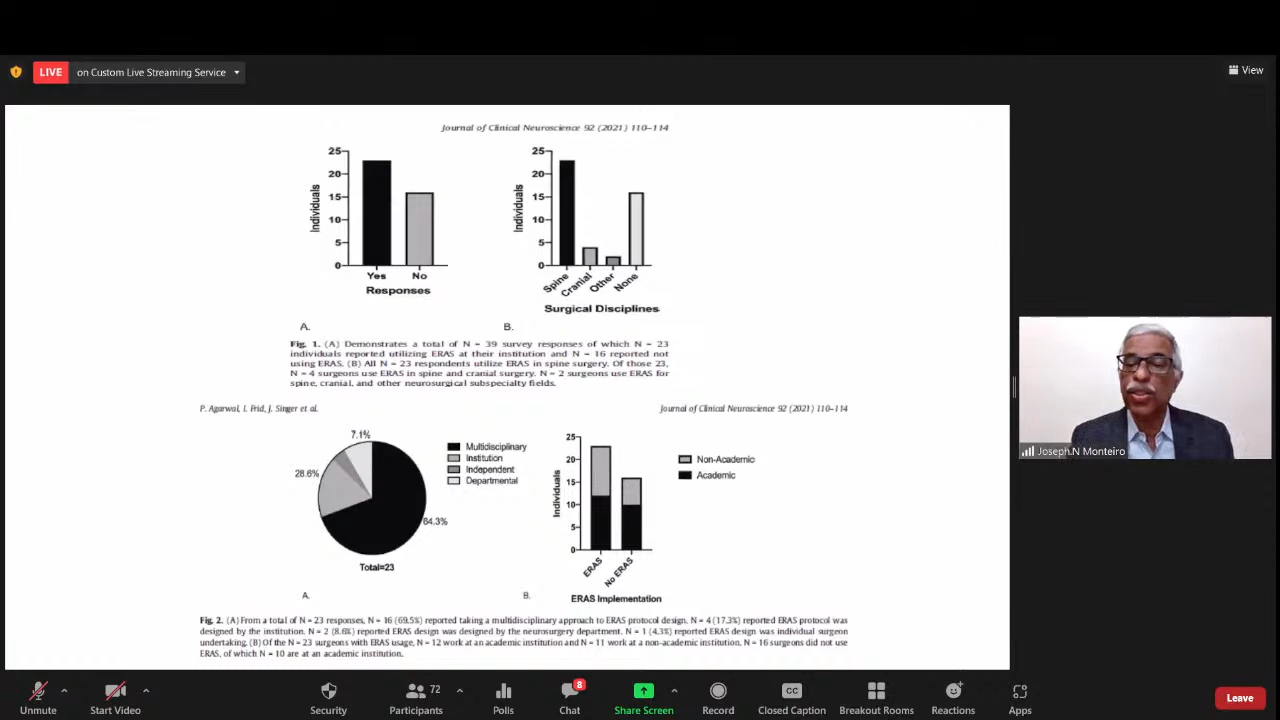 LIVE on Custom Live Streaming Service
View
Journal of Clinical Neuroscience 92 (2021) 110–114
25
20
15
10
5
0
Individuals
Yes No
Responses
25
20
15
10
5
0
Individuals
Spine Cranial Other None
Surgical Disciplines
A. B.
Fig. 1. (A) Demonstrates a total of N = 39 survey responses of which N = 23
individuals reported utilizing ERAS at their institution and N = 16 reported not
using ERAS. (B) All N = 23 respondents utilize ERAS in spine surgery. Of those 23,
N = 4 surgeons use ERAS in spine and cranial surgery. N = 2 surgeons use ERAS for
spine, cranial, and other neurosurgical subspecialty fields.
P. Agarwal, I. Frid, J. Singer et al. Journal of Clinical Neuroscience 92 (2021) 110–114
7.1%
28.6%
64.3%
Multidisciplinary
Institution
Independent
Departmental
Total=23
25
20
15
10
5
0
Individuals
ERAS No ERAS
ERAS Implementation
Non-Academic
Academic
A. B.
Fig. 2. (A) From a total of N = 23 responses, N = 16 (69.5%) reported taking a multidisciplinary approach to ERAS protocol design. N = 4 (17.3%) reported ERAS protocol was
designed by the institution. N = 2 (8.6%) reported ERAS design was designed by the neurosurgery department. N = 1 (4.3%) reported ERAS design was individual surgeon
undertaking. (B) Of the N = 23 surgeons with ERAS usage, N = 12 work at an academic institution and N = 11 work at a non-academic institution. N = 16 surgeons did not use
ERAS, of which N = 10 are at an academic institution.
Joseph.N Monteiro
72
8
CC
Unmute Start Video Security Participants Polls Chat Share Screen Record Closed Caption Breakout Rooms Reactions Apps Leave